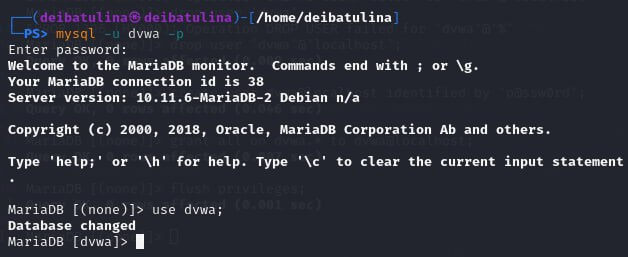 ┌──(deibatulina㉿deibatulina)-[/home/deibatulina]
└─PS> mysql -u dvwa -p
Enter password:
Welcome to the MariaDB monitor.  Commands end with ; or \g.
Your MariaDB connection id is 38
Server version: 10.11.6-MariaDB-2 Debian n/a
Copyright (c) 2000, 2018, Oracle, MariaDB Corporation Ab and others.
Type 'help;' or '\h' for help. Type '\c' to clear the current input statement
.
MariaDB [(none)]> use dvwa;
Database changed
MariaDB [dvwa]>